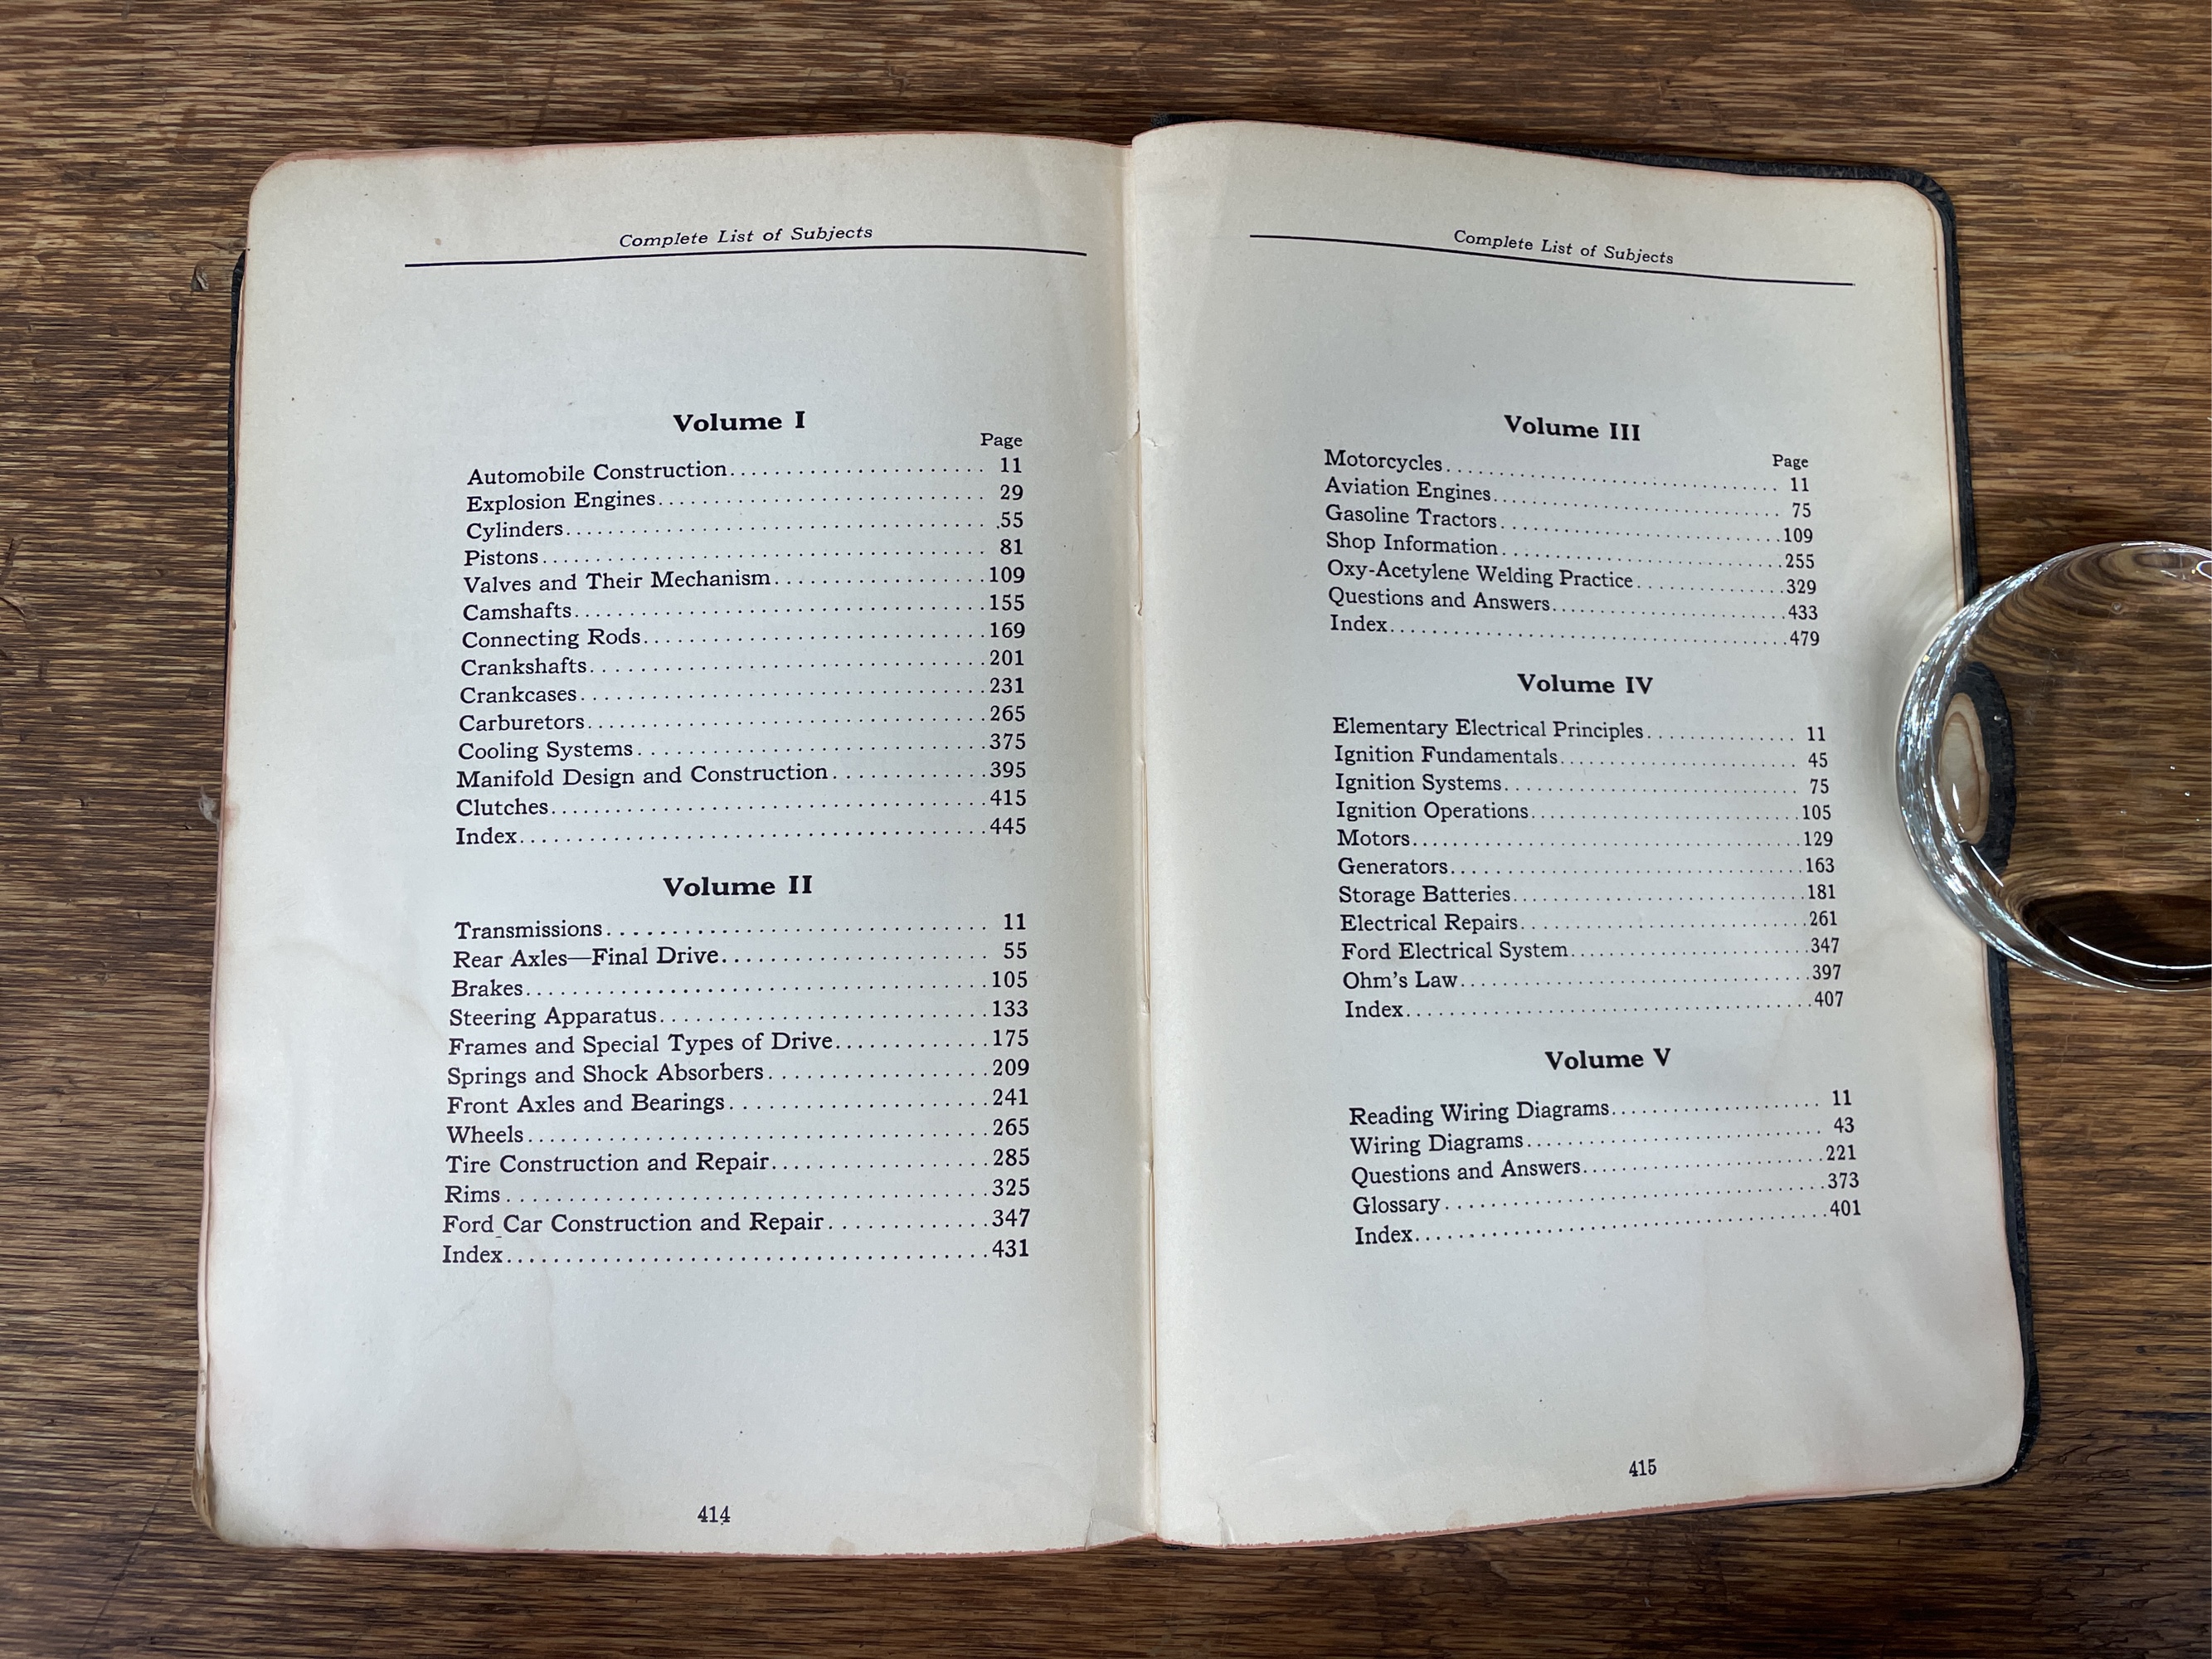 Complete List of Subjects
Volume I
Page
Automobile Construction....................... 11
Explosion Engines............................. 29
Cylinders..................................... 55
Pistons....................................... 81
Valves and Their Mechanism....................109
Camshafts.....................................155
Connecting Rods...............................169
Crankshafts...................................201
Crankcases....................................231
Carburetors...................................265
Cooling Systems...............................375
Manifold Design and Construction..............395
Clutches......................................415
Index.........................................445
Volume II
Transmissions................................. 11
Rear Axles—Final Drive........................ 55
Brakes........................................105
Steering Apparatus............................133
Frames and Special Types of Drive.............175
Springs and Shock Absorbers...................209
Front Axles and Bearings......................241
Wheels........................................265
Tire Construction and Repair..................285
Rims..........................................325
Ford Car Construction and Repair..............347
Index.........................................431
414
Complete List of Subjects
Volume III
Page
Motorcycles................................... 11
Aviation Engines.............................. 75
Gasoline Tractors.............................109
Shop Information..............................255
Oxy-Acetylene Welding Practice................329
Questions and Answers.........................433
Index.........................................479
Volume IV
Elementary Electrical Principles.............. 11
Ignition Fundamentals......................... 45
Ignition Systems.............................. 75
Ignition Operations...........................105
Motors........................................129
Generators....................................163
Storage Batteries.............................181
Electrical Repairs............................261
Ford Electrical System........................347
Ohm's Law.....................................397
Index.........................................407
Volume V
Reading Wiring Diagrams....................... 11
Wiring Diagrams............................... 43
Questions and Answers.........................221
Glossary......................................373
Index.........................................401
415